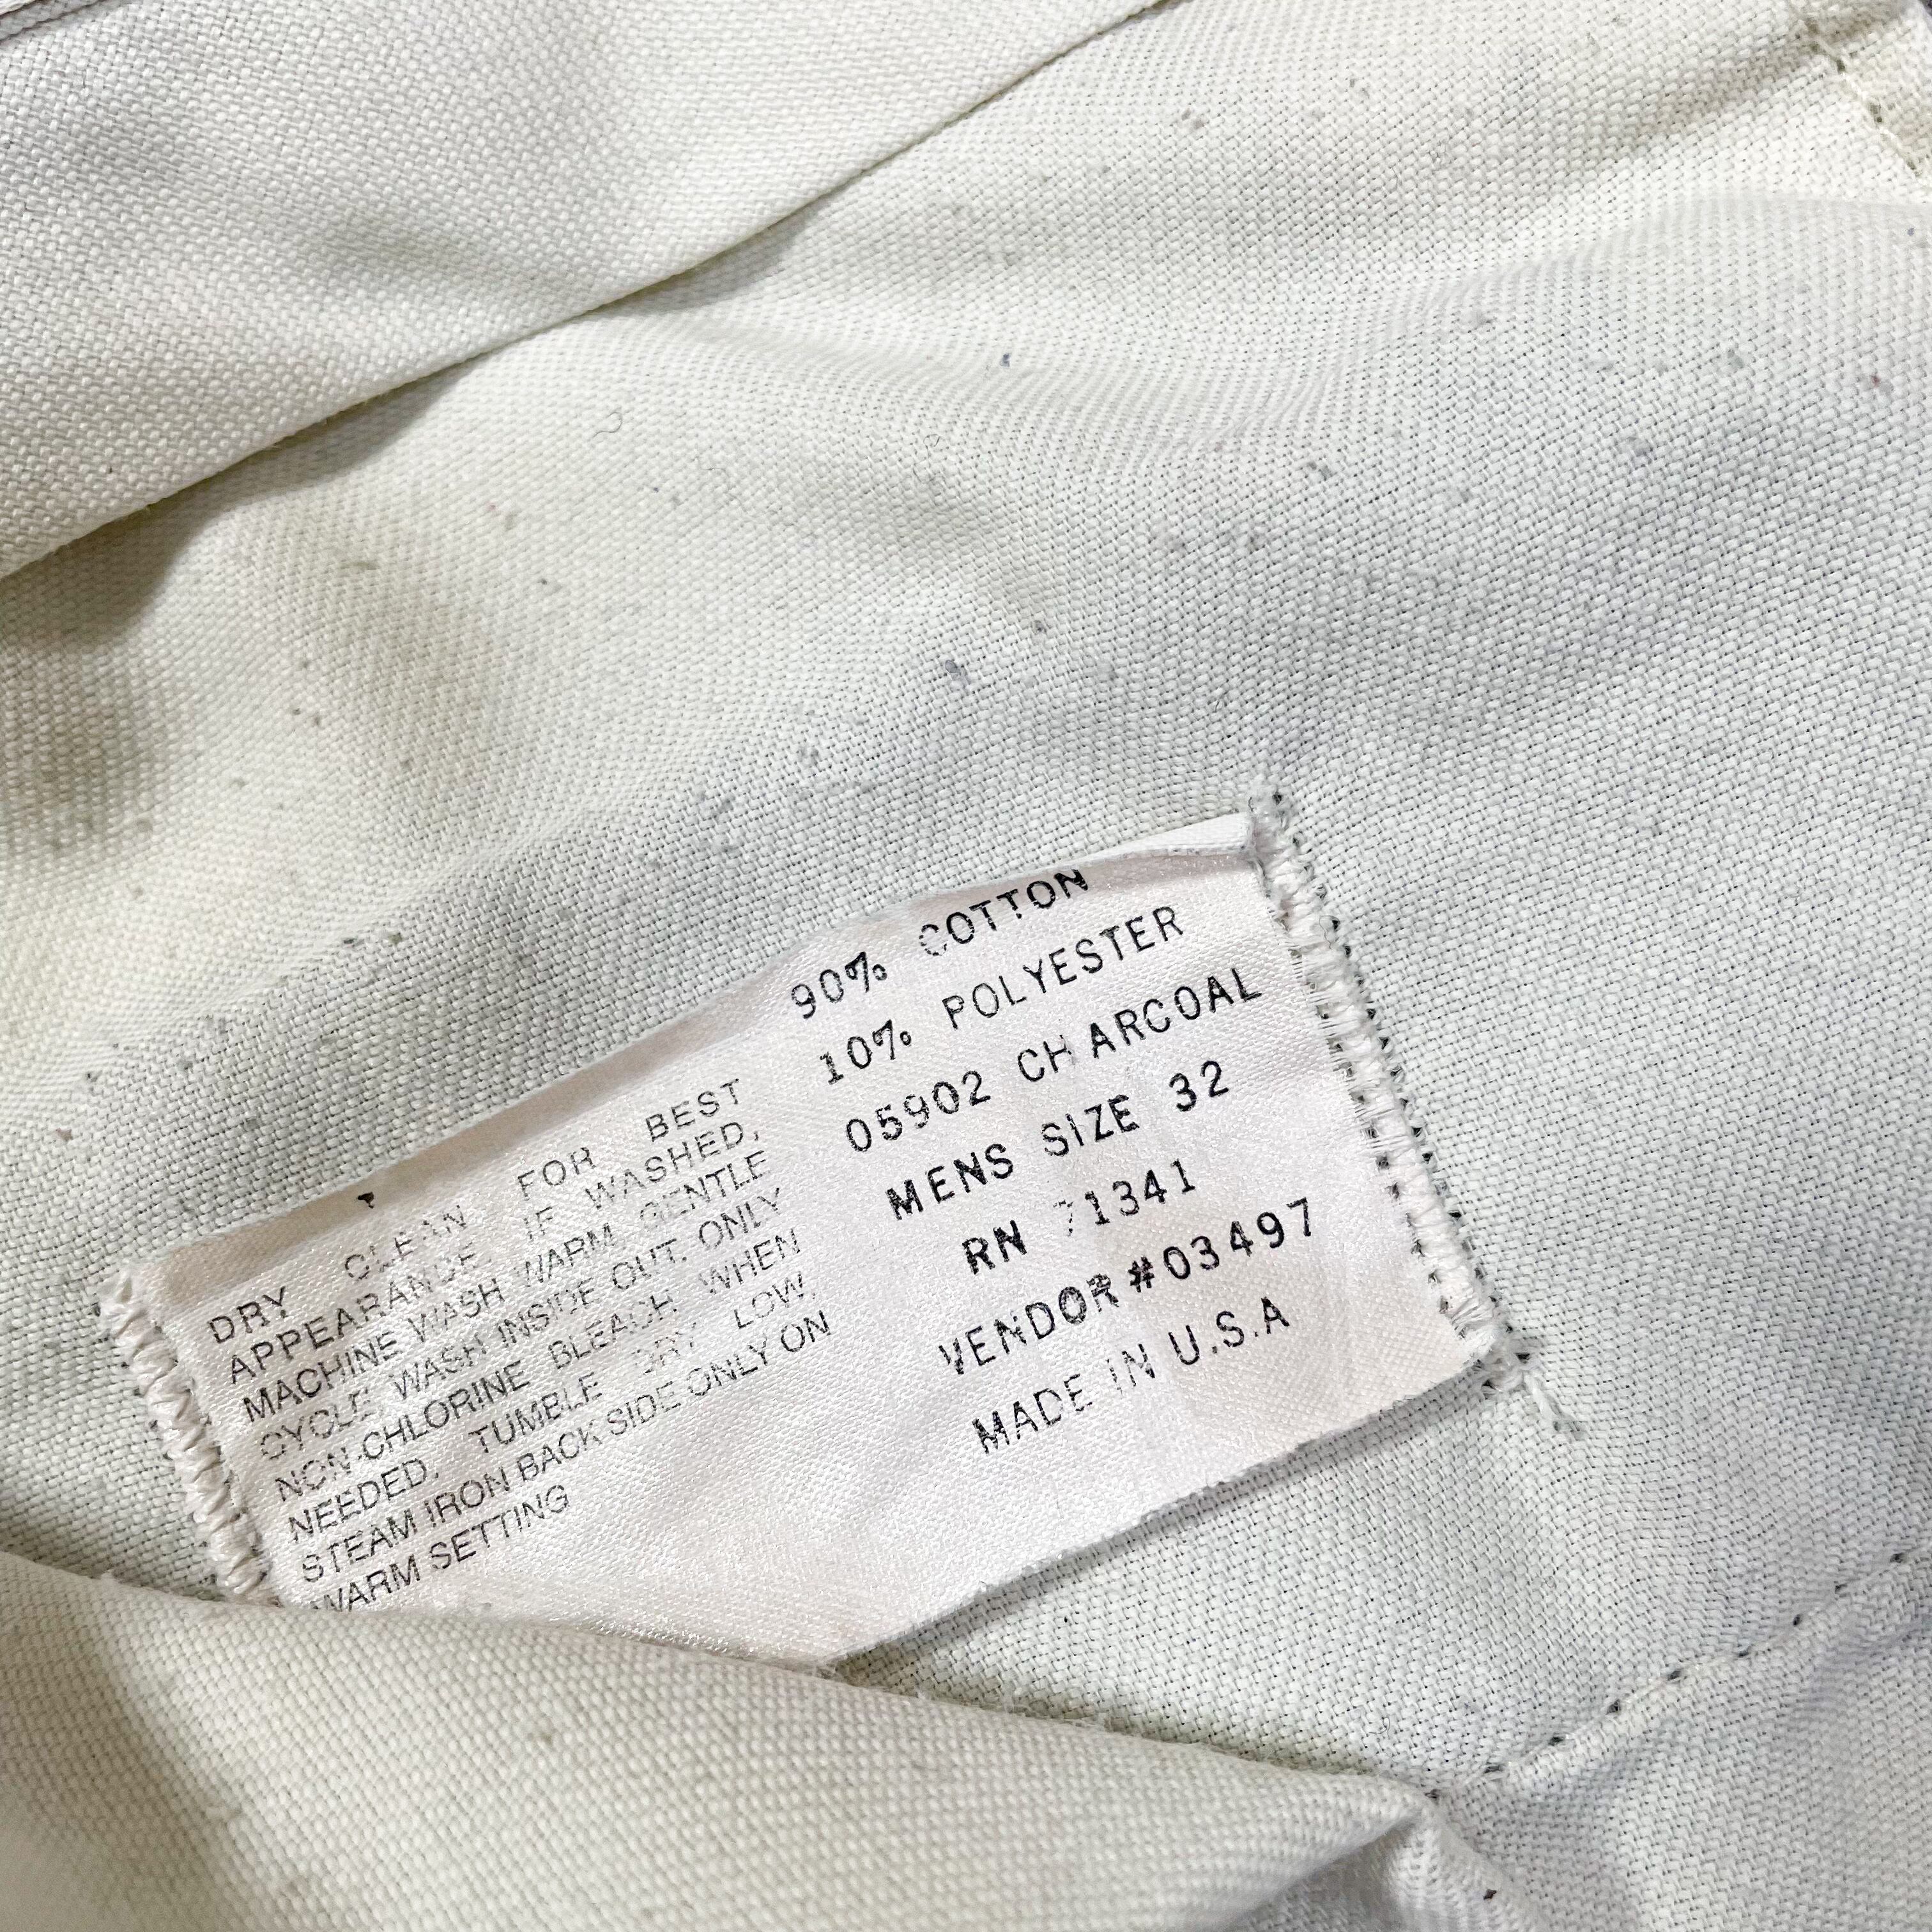 DRY CLEAN FOR BEST
APPEARANCE. IF WASHED,
MACHINE WASH WARM, GENTLE
CYCLE WASH INSIDE OUT. ONLY
NON-CHLORINE BLEACH WHEN
NEEDED. TUMBLE DRY LOW.
STEAM IRON BACK SIDE ONLY ON
WARM SETTING
90% COTTON
10% POLYESTER
05902 CHARCOAL
MENS SIZE 32
RN 71341
VENDOR#03497
MADE IN U.S.A